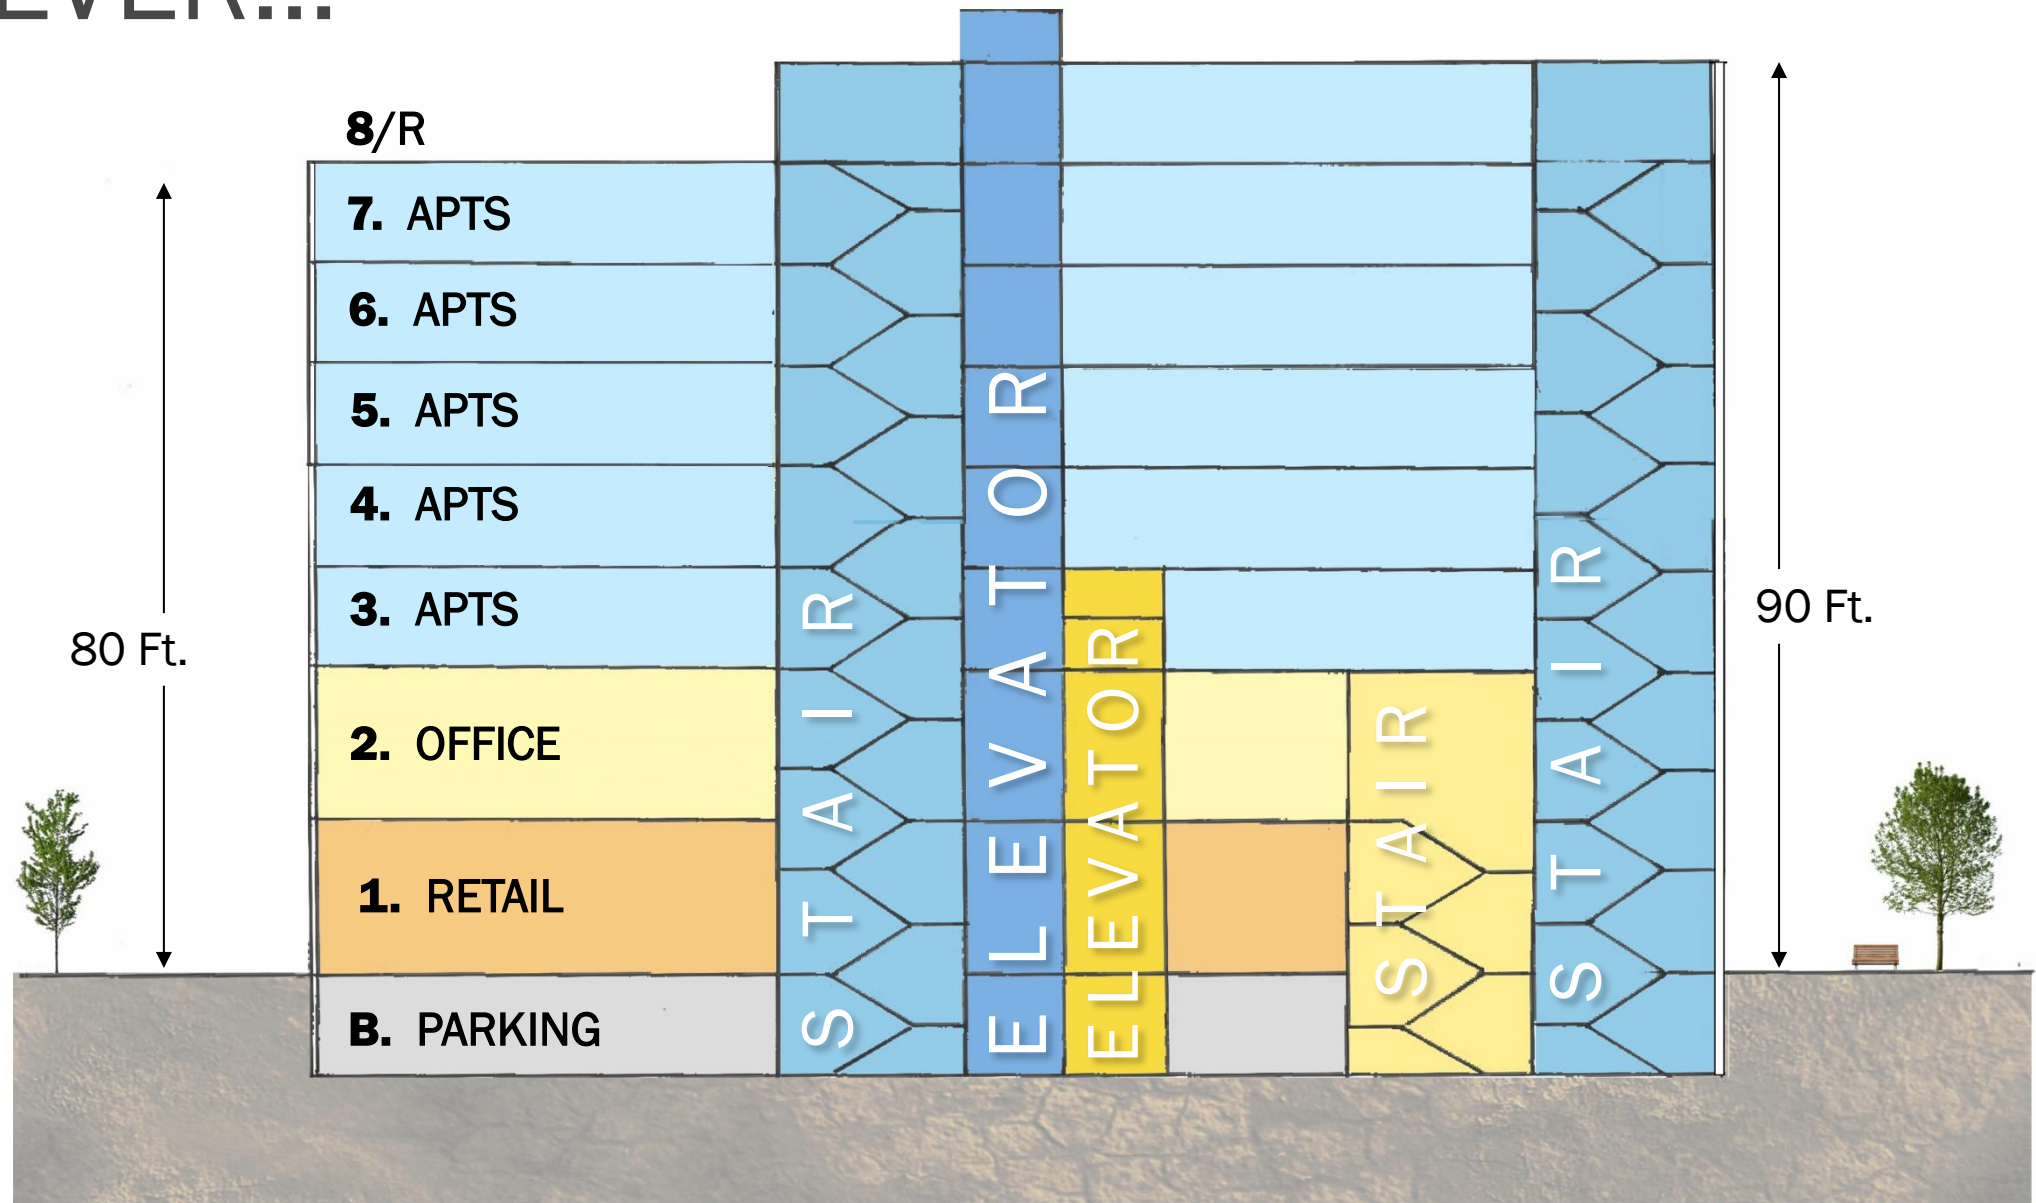 EVER...
8/R
7. APTS
6. APTS
5. APTS
4. APTS
3. APTS
2. OFFICE
1. RETAIL
B. PARKING
80 Ft.
STAIR
ELEVATOR
ELEVATOR
STAIR
STAIR
90 Ft.